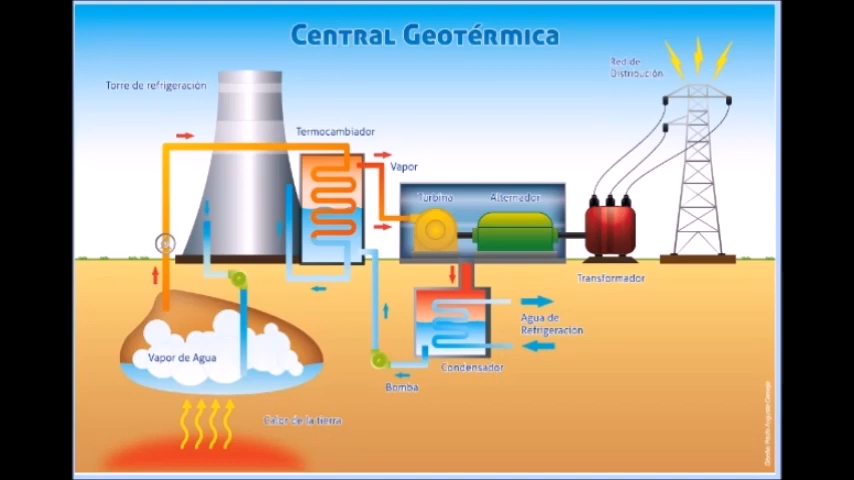 Central Geotérmica
Torre de refrigeración
Termocambiador
Red de
Distribución
Vapor
Turbina
Alternador
Transformador
Agua de
Refrigeración
Vapor de Agua
Condensador
Bomba
Calor de la tierra